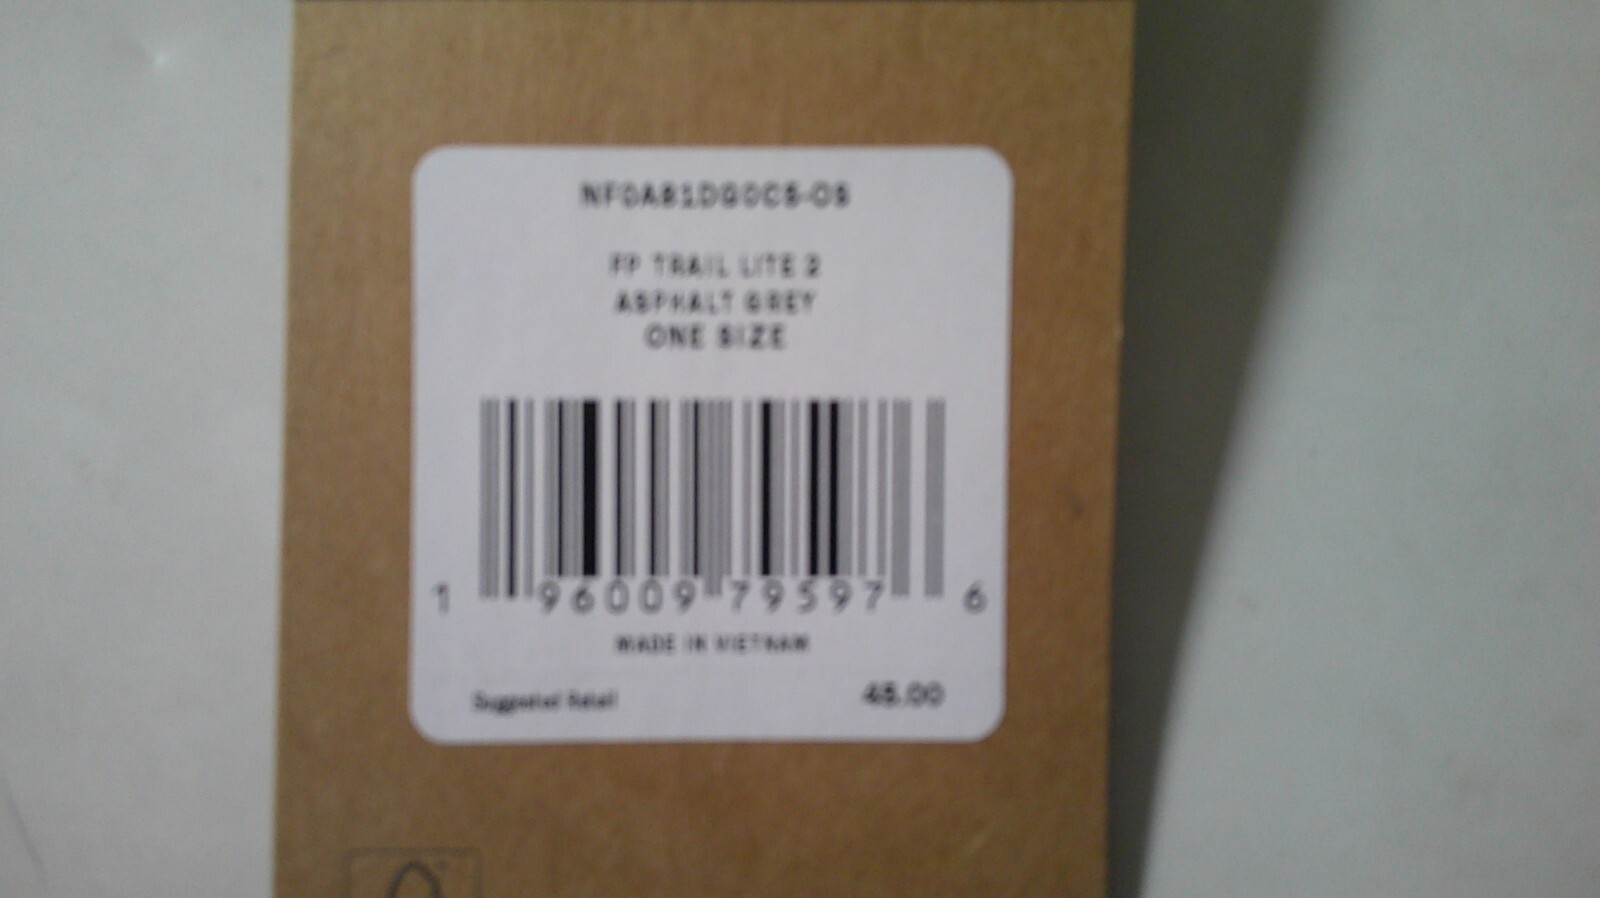 NF0A81DG0C5-OS
FP TRAIL LITE 2
ASPHALT GREY
ONE SIZE
1 96009 79597 6
MADE IN VIETNAM
Suggested Retail 45.00